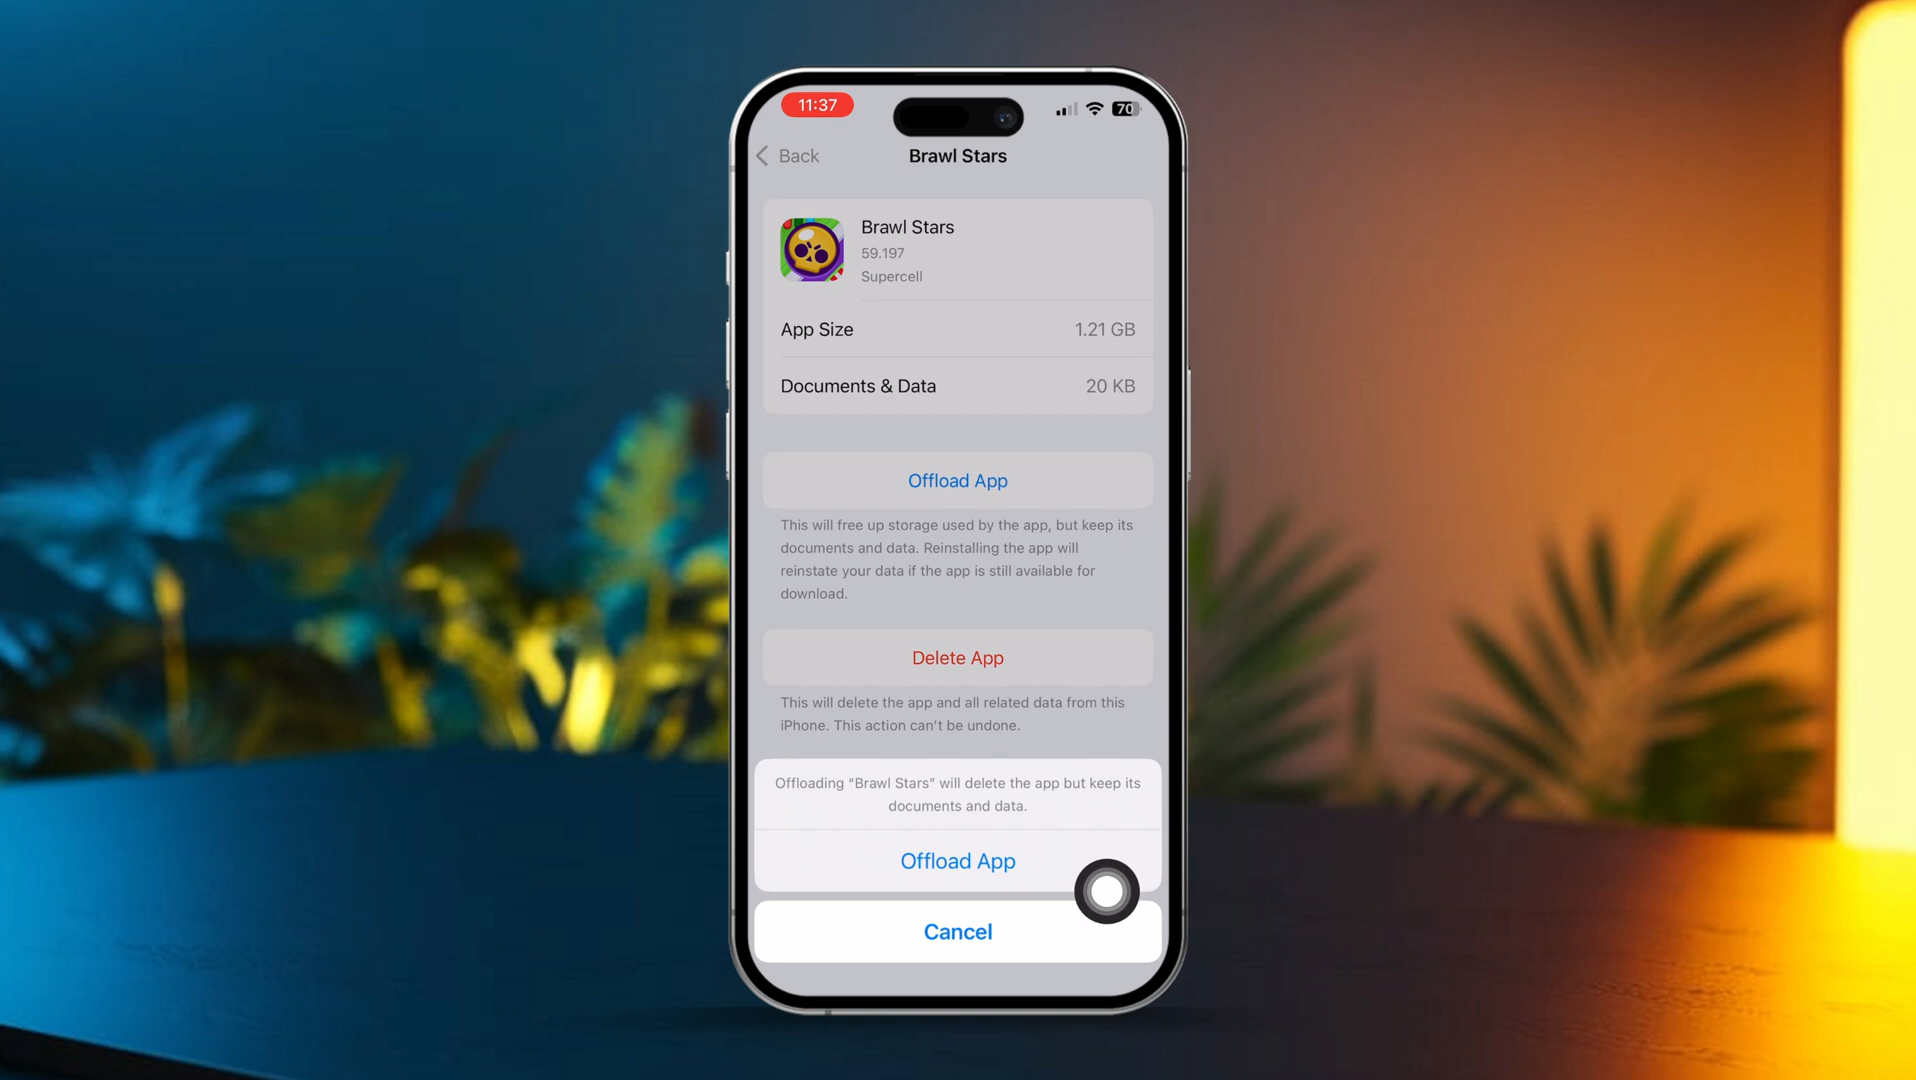 11:37
70
Back
Brawl Stars
Brawl Stars
59.197
Supercell
App Size
1.21 GB
Documents & Data
20 KB
Offload App
This will free up storage used by the app, but keep its
documents and data. Reinstalling the app will
reinstate your data if the app is still available for
download.
Delete App
This will delete the app and all related data from this
iPhone. This action can't be undone.
Offloading “Brawl Stars” will delete the app but keep its
documents and data.
Offload App
Cancel